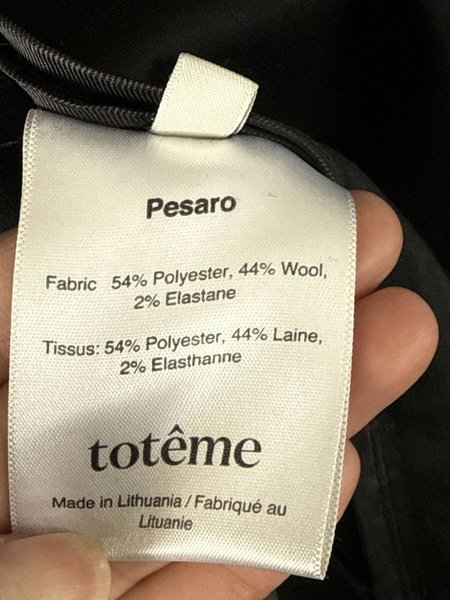 Pesaro
Fabric 54% Polyester, 44% Wool,
2% Elastane
Tissus: 54% Polyester, 44% Laine,
2% Elasthanne
totême
Made in Lithuania / Fabriqué au
Lituanie